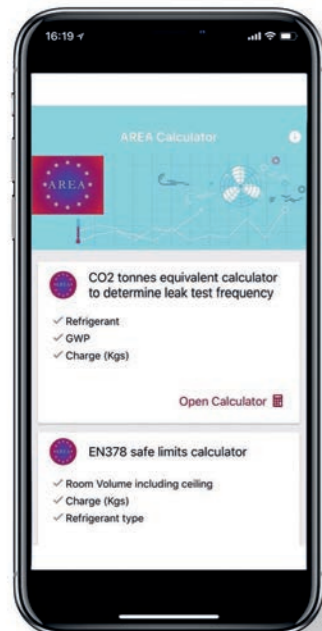 16:19
AREA Calculator
AREA
CO2 tonnes equivalent calculator
to determine leak test frequency
✓ Refrigerant
✓ GWP
✓ Charge (Kgs)
Open Calculator
EN378 safe limits calculator
✓ Room Volume including ceiling
✓ Charge (Kgs)
✓ Refrigerant type